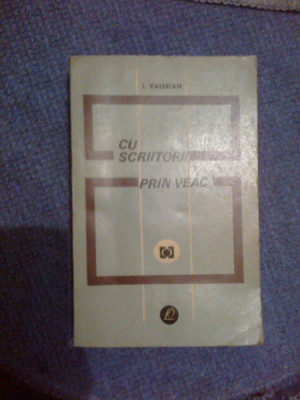 I. VALERIAN
CU
SCRIITORII
PRIN VEAC